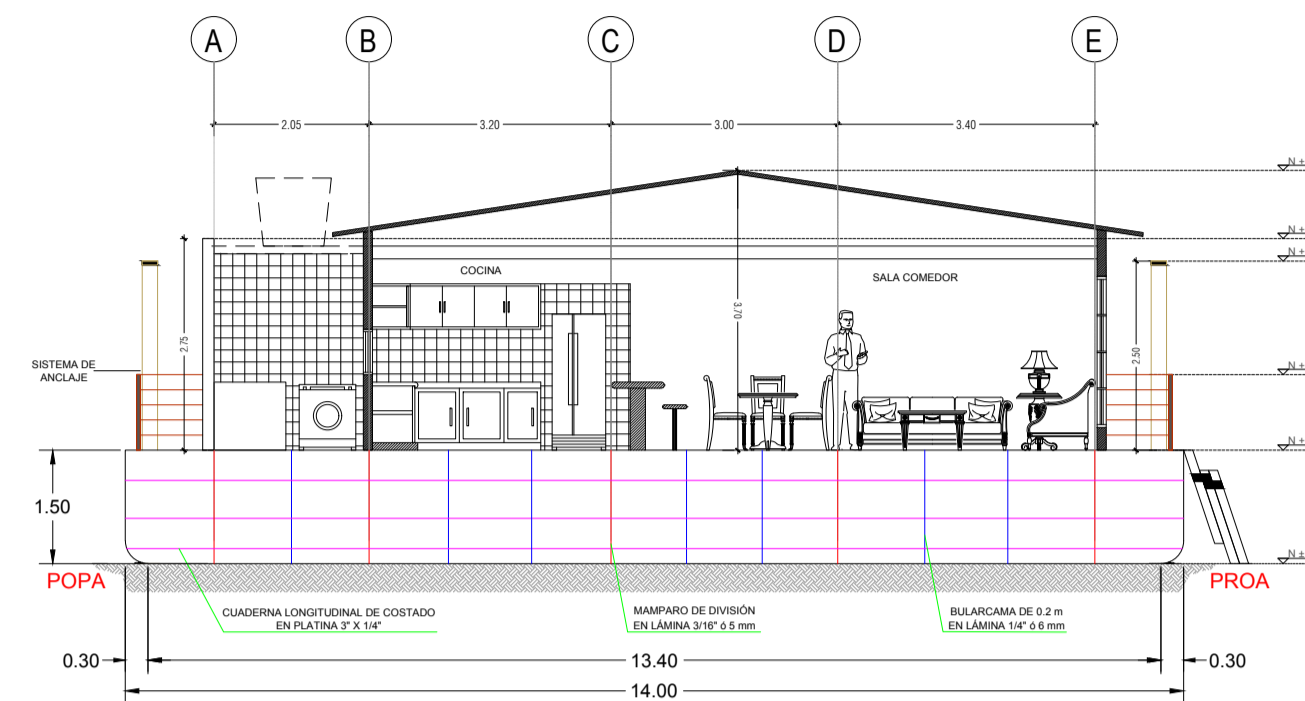 A B C D E
2.05 3.20 3.00 3.40
N +
N +
N +
COCINA
SALA COMEDOR
3.70
2.75
2.50
SISTEMA DE
ANCLAJE
N +
N +
1.50
N ±
POPA
PROA
CUADERNA LONGITUDINAL DE COSTADO
EN PLATINA 3" X 1/4"
MAMPARO DE DIVISIÓN
EN LÁMINA 3/16" ó 5 mm
BULARCAMA DE 0.2 m
EN LÁMINA 1/4" ó 6 mm
0.30 13.40 0.30
14.00